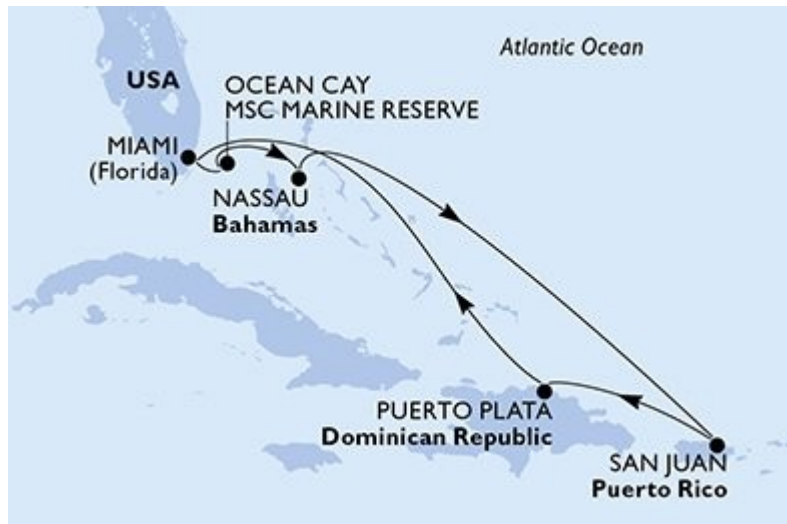 Atlantic Ocean
USA
OCEAN CAY
MSC MARINE RESERVE
MIAMI
(Florida)
NASSAU
Bahamas
PUERTO PLATA
Dominican Republic
SAN JUAN
Puerto Rico